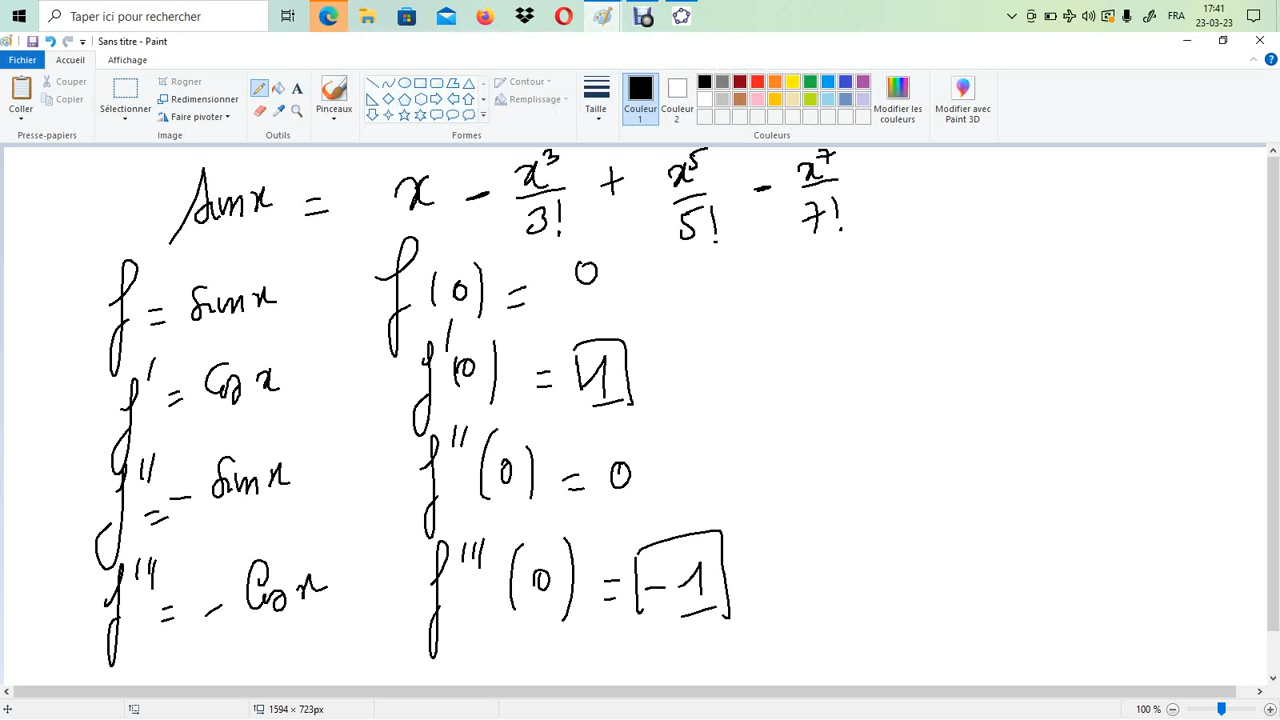 Taper ici pour rechercher
FRA
17:41
23-03-23
Sans titre - Paint
Fichier Accueil Affichage
Coller
Couper
Copier
Presse-papiers
Sélectionner
Rogner
Redimensionner
Faire pivoter
Image
A
Outils
Pinceaux
Contour
Remplissage
Formes
Taille
Couleur 1
Couleur 2
Modifier les couleurs
Couleurs
Modifier avec Paint 3D
sin x = x - x³/3! + x⁵/5! - x⁷/7!
f = sin x f(0) = 0
f' = cos x f'(0) = 1
f'' = - sin x f''(0) = 0
f''' = - cos x f'''(0) = -1
1594 × 723px
100 %